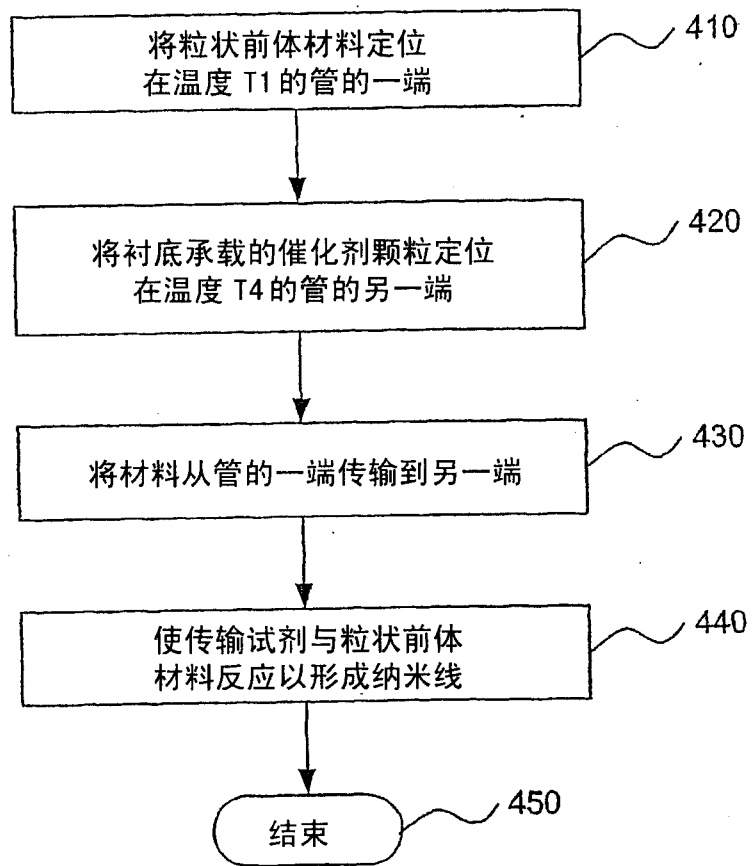 将粒状前体材料定位
在温度 T1 的管的一端
410
将衬底承载的催化剂颗粒定位
在温度 T4 的管的另一端
420
将材料从管的一端传输到另一端
430
使传输试剂与粒状前体
材料反应以形成纳米线
440
结束
450